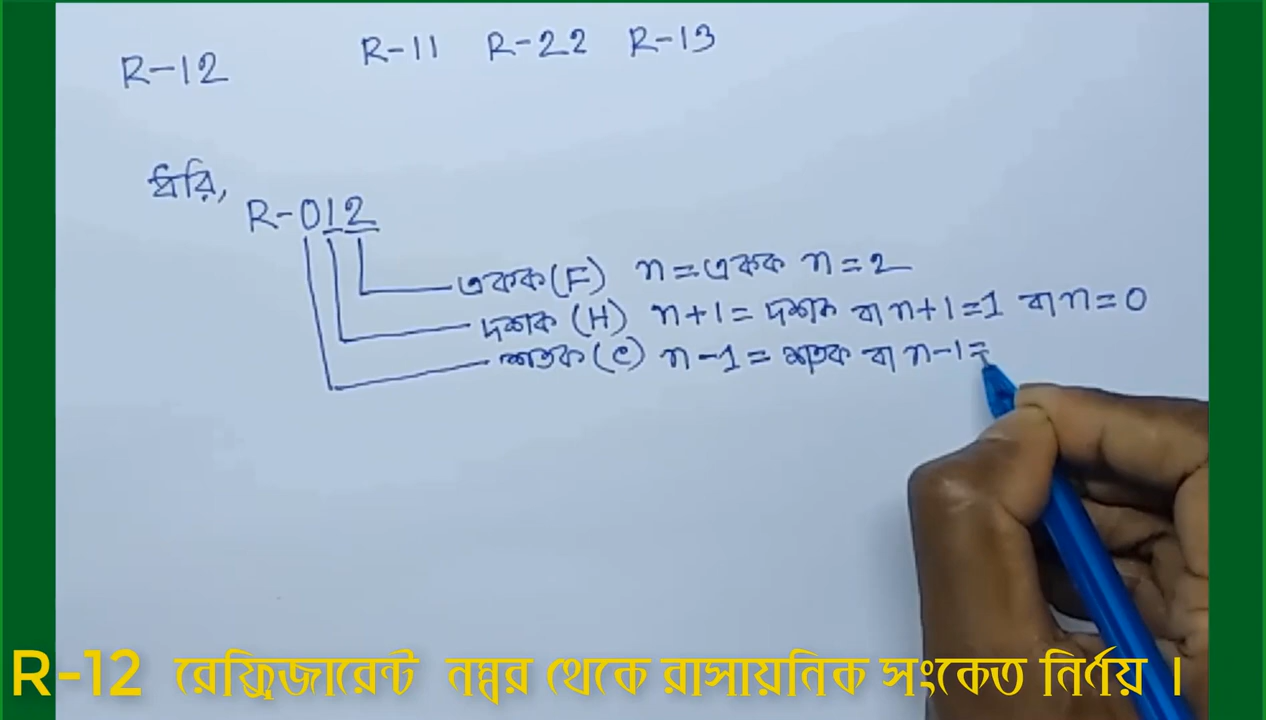 R-12 R-11 R-22 R-13
ধরি,
R-012
একক (F) n = একক n = 2
দশক (H) n+1 = দশক বা n+1=1 বা n = 0
শতক (C) n-1 = শতক বা n-1=
R-12 রেফ্রিজারেন্ট নম্বর থেকে রাসায়নিক সংকেত নির্ণয় ।